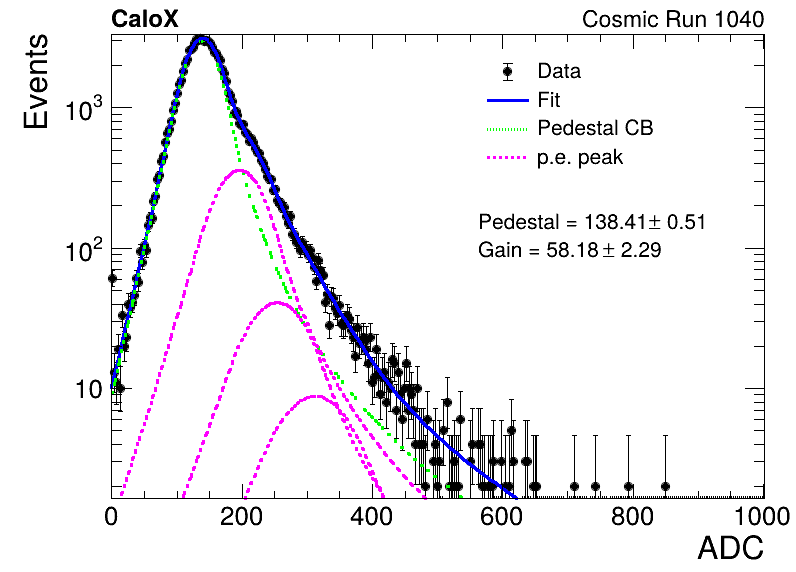 CaloX Cosmic Run 1040
Events
Data
Fit
Pedestal CB
p.e. peak
Pedestal = 138.41± 0.51
Gain = 58.18 ± 2.29
10³
10²
10
0 200 400 600 800 1000
ADC